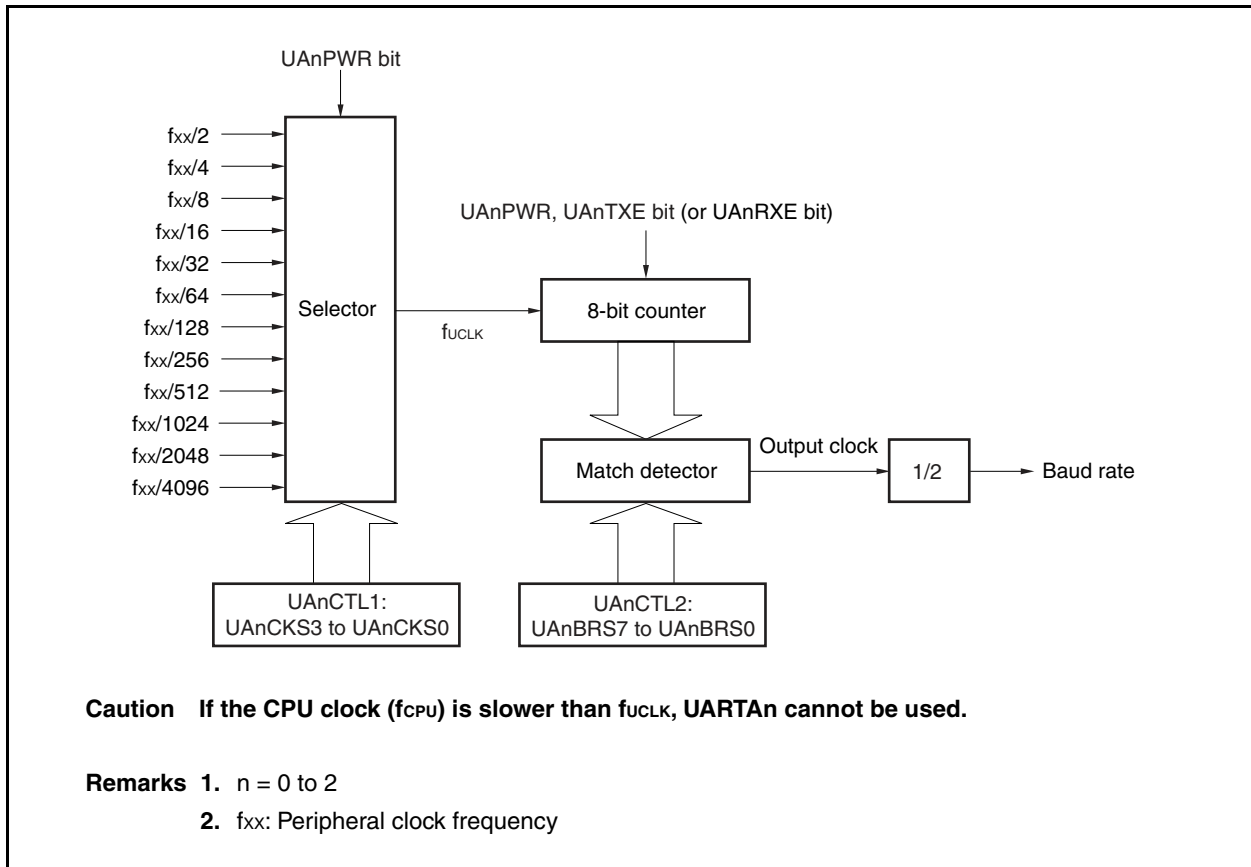 UAnPWR bit
fxx/2
fxx/4
fxx/8
fxx/16
fxx/32
fxx/64
fxx/128
fxx/256
fxx/512
fxx/1024
fxx/2048
fxx/4096
Selector
fUCLK
UAnPWR, UAnTXE bit (or UAnRXE bit)
8-bit counter
Match detector
Output clock
1/2
Baud rate
UAnCTL1:
UAnCKS3 to UAnCKS0
UAnCTL2:
UAnBRS7 to UAnBRS0
Caution If the CPU clock (fCPU) is slower than fUCLK, UARTAn cannot be used.
Remarks 1. n = 0 to 2
2. fxx: Peripheral clock frequency